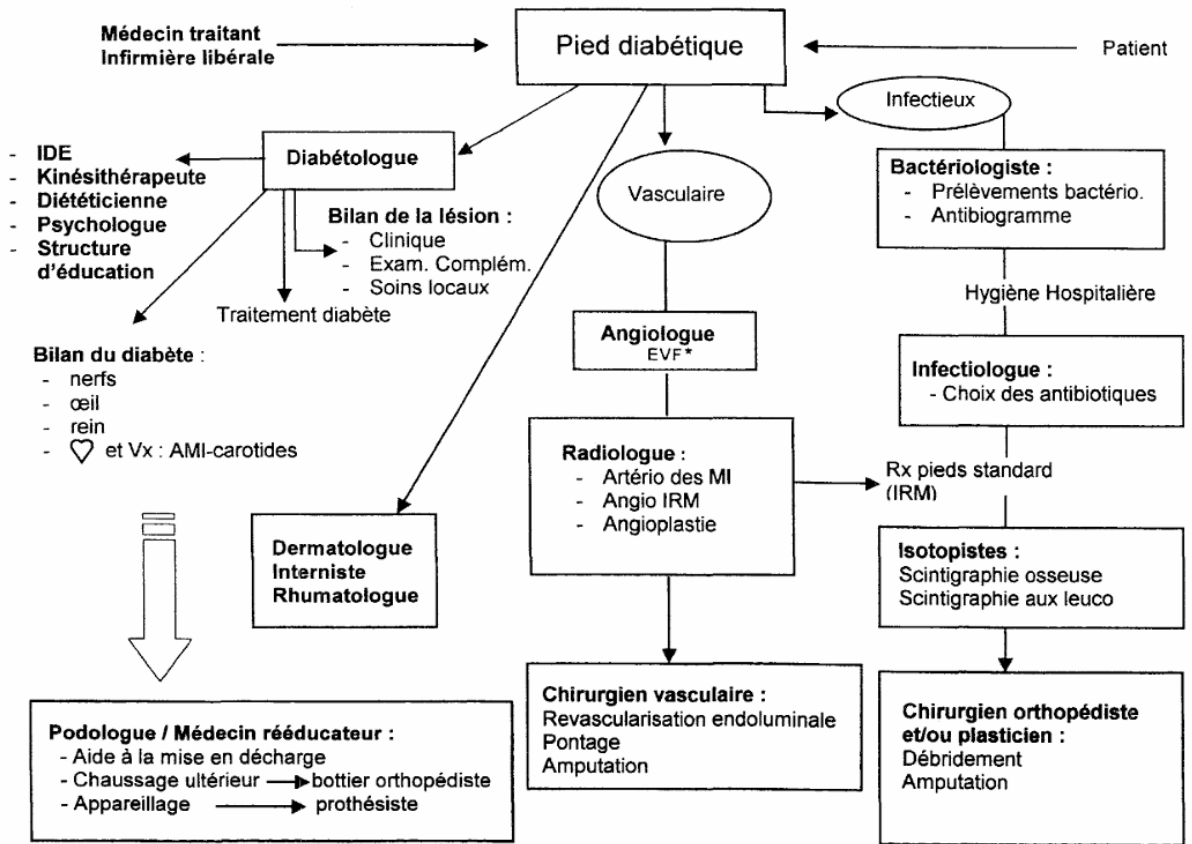 Médecin traitant
Infirmière libérale
Pied diabétique
Patient
Infectieux
- IDE
- Kinésithérapeute
- Diététicienne
- Psychologue
- Structure
d'éducation
Diabétologue
Bilan de la lésion :
- Clinique
- Exam. Complém.
- Soins locaux
Traitement diabète
Vasculaire
Bactériologiste :
- Prélèvements bactério.
- Antibiogramme
Hygiène Hospitalière
Bilan du diabète :
- nerfs
- œil
- rein
- ♡ et Vx : AMI-carotides
Angiologue
EVF*
Infectiologue :
- Choix des antibiotiques
Radiologue :
- Artério des MI
- Angio IRM
- Angioplastie
Rx pieds standard
(IRM)
Dermatologue
Interniste
Rhumatologue
Isotopistes :
Scintigraphie osseuse
Scintigraphie aux leuco
Podologue / Médecin rééducateur :
- Aide à la mise en décharge
- Chaussage ultérieur → bottier orthopédiste
- Appareillage → prothésiste
Chirurgien vasculaire :
Revascularisation endoluminale
Pontage
Amputation
Chirurgien orthopédiste
et/ou plasticien :
Débridement
Amputation